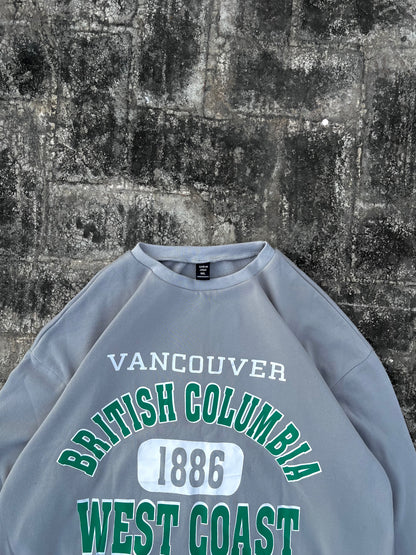 VANCOUVER
BRITISH COLUMBIA
1886
WEST COAST